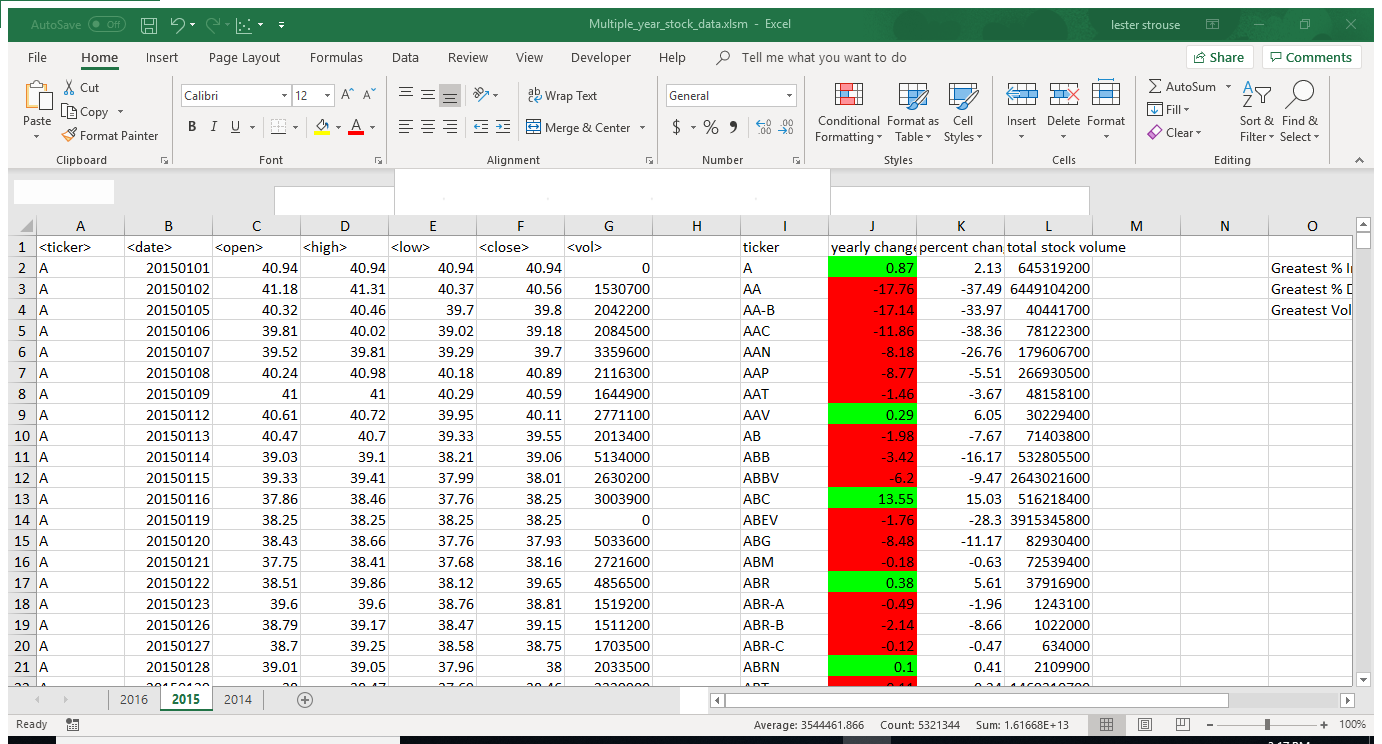 AutoSave Off Multiple_year_stock_data.xlsm - Excel lester strouse
File Home Insert Page Layout Formulas Data Review View Developer Help Tell me what you want to do Share Comments
Paste Cut Copy Format Painter Clipboard
Calibri 12 A A B I U A Font
ab Wrap Text Merge & Center Alignment
General $ % , .00 .00 Number
Conditional Formatting Format as Table Cell Styles Styles
Insert Delete Format Cells
AutoSum Fill Clear Sort & Filter Find & Select Editing
A B C D E F G H I J K L M N O
1 <ticker> <date> <open> <high> <low> <close> <vol> ticker yearly change percent chan total stock volume
2 A 20150101 40.94 40.94 40.94 40.94 0 A 0.87 2.13 645319200 Greatest % I
3 A 20150102 41.18 41.31 40.37 40.56 1530700 AA -17.76 -37.49 6449104200 Greatest % D
4 A 20150105 40.32 40.46 39.7 39.8 2042200 AA-B -17.14 -33.97 40441700 Greatest Vol
5 A 20150106 39.81 40.02 39.02 39.18 2084500 AAC -11.86 -38.36 78122300
6 A 20150107 39.52 39.81 39.29 39.7 3359600 AAN -8.18 -26.76 179606700
7 A 20150108 40.24 40.98 40.18 40.89 2116300 AAP -8.77 -5.51 266930500
8 A 20150109 41 41 40.29 40.59 1644900 AAT -1.46 -3.67 48158100
9 A 20150112 40.61 40.72 39.95 40.11 2771100 AAV 0.29 6.05 30229400
10 A 20150113 40.47 40.7 39.33 39.55 2013400 AB -1.98 -7.67 71403800
11 A 20150114 39.03 39.1 38.21 39.06 5134000 ABB -3.42 -16.17 532805500
12 A 20150115 39.33 39.41 37.99 38.01 2630200 ABBV -6.2 -9.47 2643021600
13 A 20150116 37.86 38.46 37.76 38.25 3003900 ABC 13.55 15.03 516218400
14 A 20150119 38.25 38.25 38.25 38.25 0 ABEV -1.76 -28.3 3915345800
15 A 20150120 38.43 38.66 37.76 37.93 5033600 ABG -8.48 -11.17 82930400
16 A 20150121 37.75 38.41 37.68 38.16 2721600 ABM -0.18 -0.63 72539400
17 A 20150122 38.51 39.86 38.12 39.65 4856500 ABR 0.38 5.61 37916900
18 A 20150123 39.6 39.6 38.76 38.81 1519200 ABR-A -0.49 -1.96 1243100
19 A 20150126 38.79 39.17 38.47 39.15 1511200 ABR-B -2.14 -8.66 1022000
20 A 20150127 38.7 39.25 38.58 38.75 1703500 ABR-C -0.12 -0.47 634000
21 A 20150128 39.01 39.05 37.96 38 2033500 ABRN 0.1 0.41 2109900
2016 2015 2014
Ready Average: 3544461.866 Count: 5321344 Sum: 1.61668E+13 100%